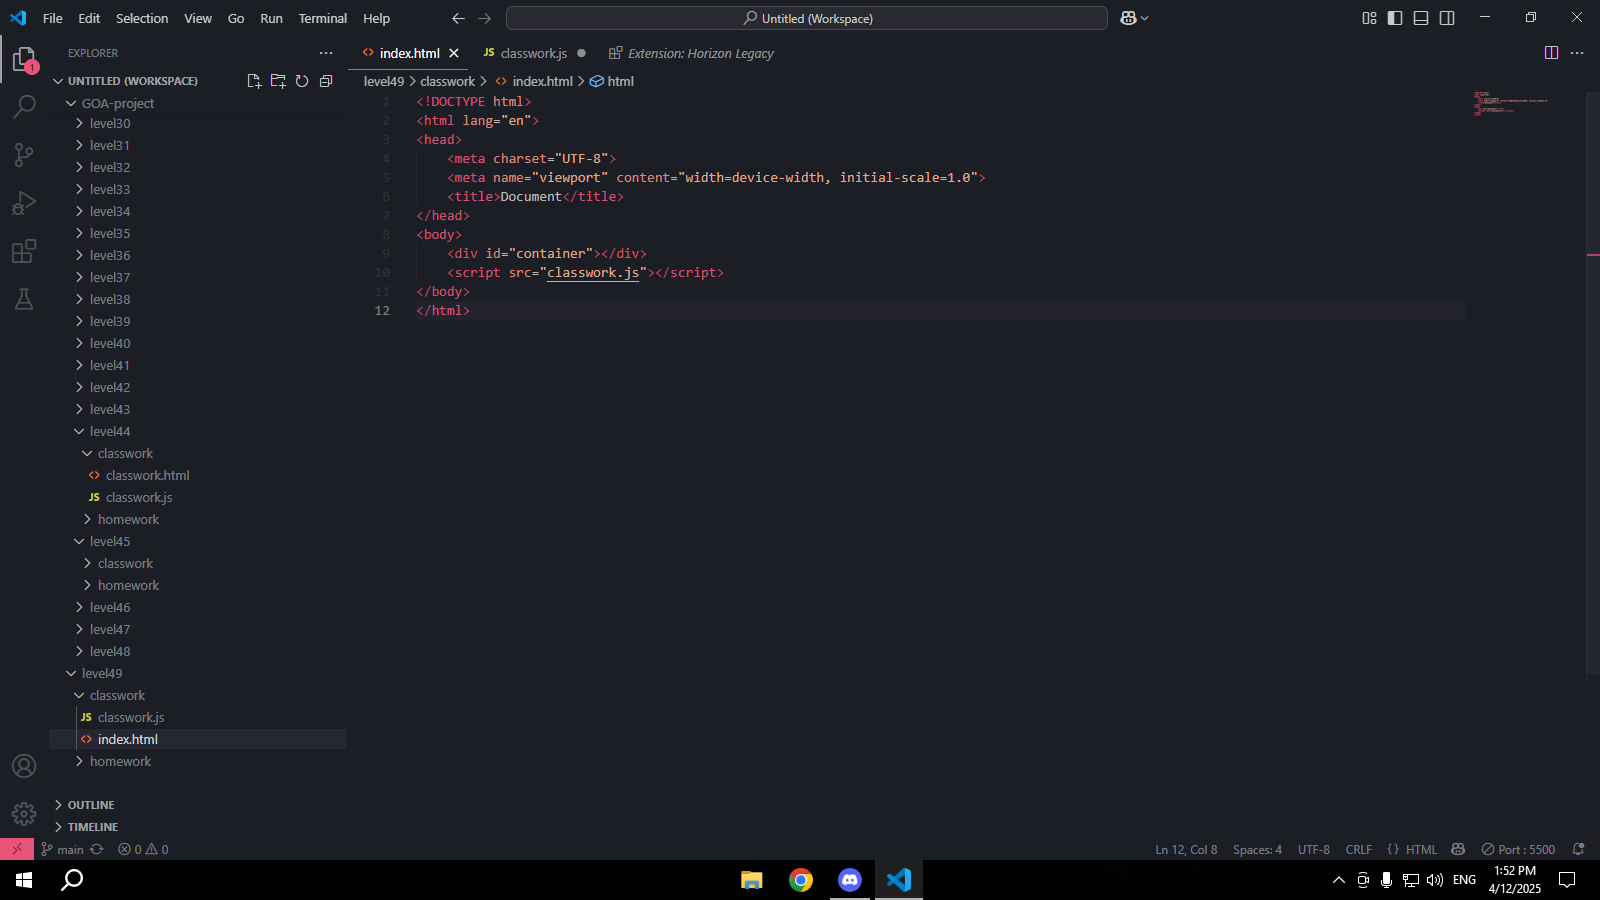 File Edit Selection View Go Run Terminal Help
Untitled (Workspace)
EXPLORER
UNTITLED (WORKSPACE)
GOA-project
level30
level31
level32
level33
level34
level35
level36
level37
level38
level39
level40
level41
level42
level43
level44
classwork
classwork.html
JS classwork.js
homework
level45
classwork
homework
level46
level47
level48
level49
classwork
JS classwork.js
index.html
homework
OUTLINE
TIMELINE
1
index.html
JS classwork.js
Extension: Horizon Legacy
level49 > classwork > index.html > html
1 <!DOCTYPE html>
2 <html lang="en">
3 <head>
4 <meta charset="UTF-8">
5 <meta name="viewport" content="width=device-width, initial-scale=1.0">
6 <title>Document</title>
7 </head>
8 <body>
9 <div id="container"></div>
10 <script src="classwork.js"></script>
11 </body>
12 </html>
main
0 0
Ln 12, Col 8
Spaces: 4
UTF-8
CRLF
{} HTML
Port : 5500
ENG
1:52 PM
4/12/2025